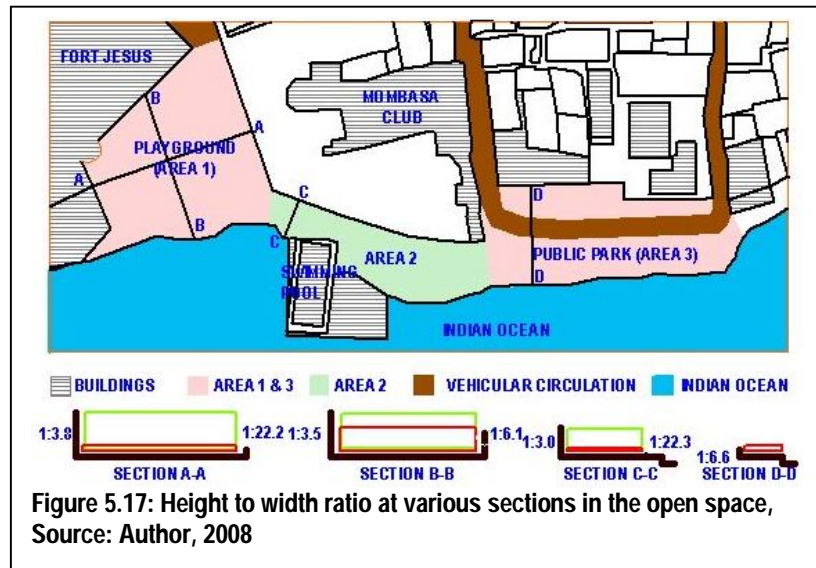 FORT JESUS
B
MOMBASA
CLUB
A
PLAYGROUND
(AREA 1)
A
C
D
B
C
AREA 2
PUBLIC PARK (AREA 3)
SWIMMING
POOL
D
INDIAN OCEAN
BUILDINGS AREA 1 & 3 AREA 2 VEHICULAR CIRCULATION INDIAN OCEAN
1:3.8 1:22.2 1:3.5 1:6.1 1:3.0 1:22.3 1:6.6
SECTION A-A SECTION B-B SECTION C-C SECTION D-D
Figure 5.17: Height to width ratio at various sections in the open space,
Source: Author, 2008